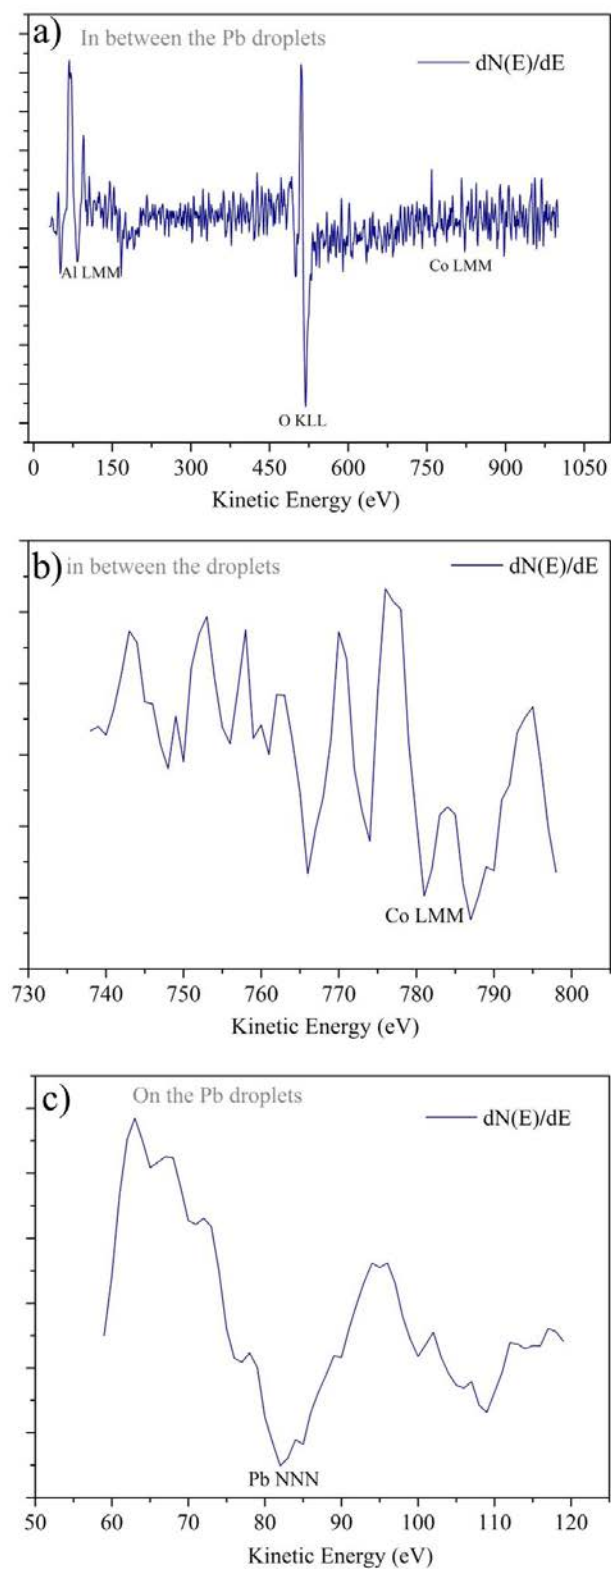 a) In between the Pb droplets
dN(E)/dE
Al LMM
Co LMM
O KLL
0 150 300 450 600 750 900 1050
Kinetic Energy (eV)
b) in between the droplets
dN(E)/dE
Co LMM
730 740 750 760 770 780 790 800
Kinetic Energy (eV)
c) On the Pb droplets
dN(E)/dE
Pb NNN
50 60 70 80 90 100 110 120
Kinetic Energy (eV)